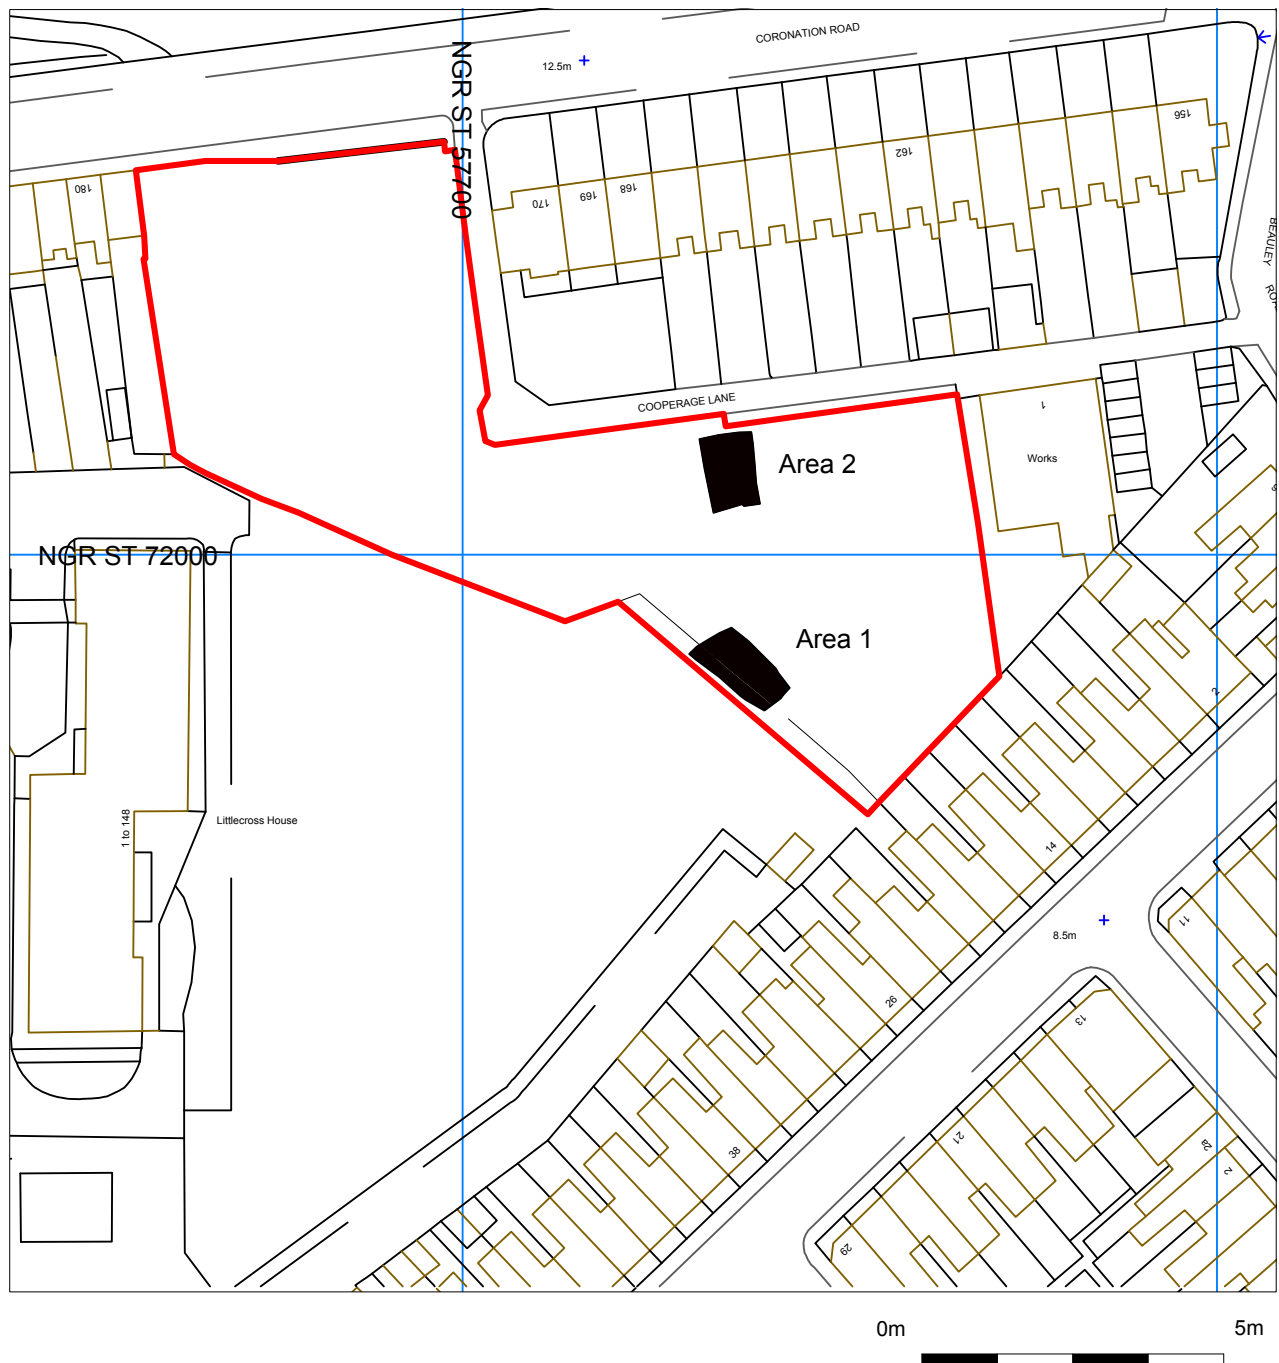 CORONATION ROAD
12.5m
NGR ST 57700
156
162
168
169
170
180
BEAULEY
COOPERAGE LANE
1
Works
Area 2
NGR ST 72000
Area 1
2
1 to 148
Littlecross House
14
11
8.5m
26
13
21
38
28
2
29
0m
5m